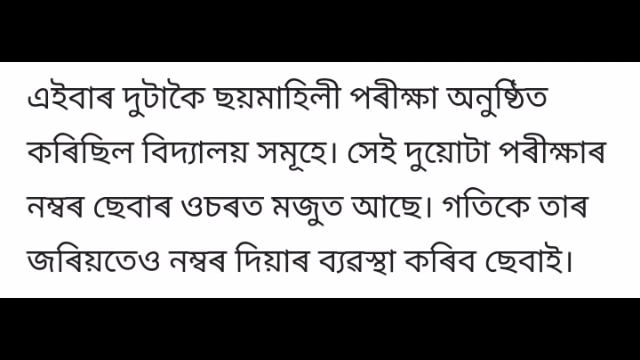 এইবাৰ দুটাকৈ ছয়মাহিলী পৰীক্ষা অনুষ্ঠিত
কৰিছিল বিদ্যালয় সমূহে। সেই দুয়োটা পৰীক্ষাৰ
নম্বৰ ছেবাৰ ওচৰত মজুত আছে। গতিকে তাৰ
জৰিয়তেও নম্বৰ দিয়াৰ ব্যৱস্থা কৰিব ছেবাই।